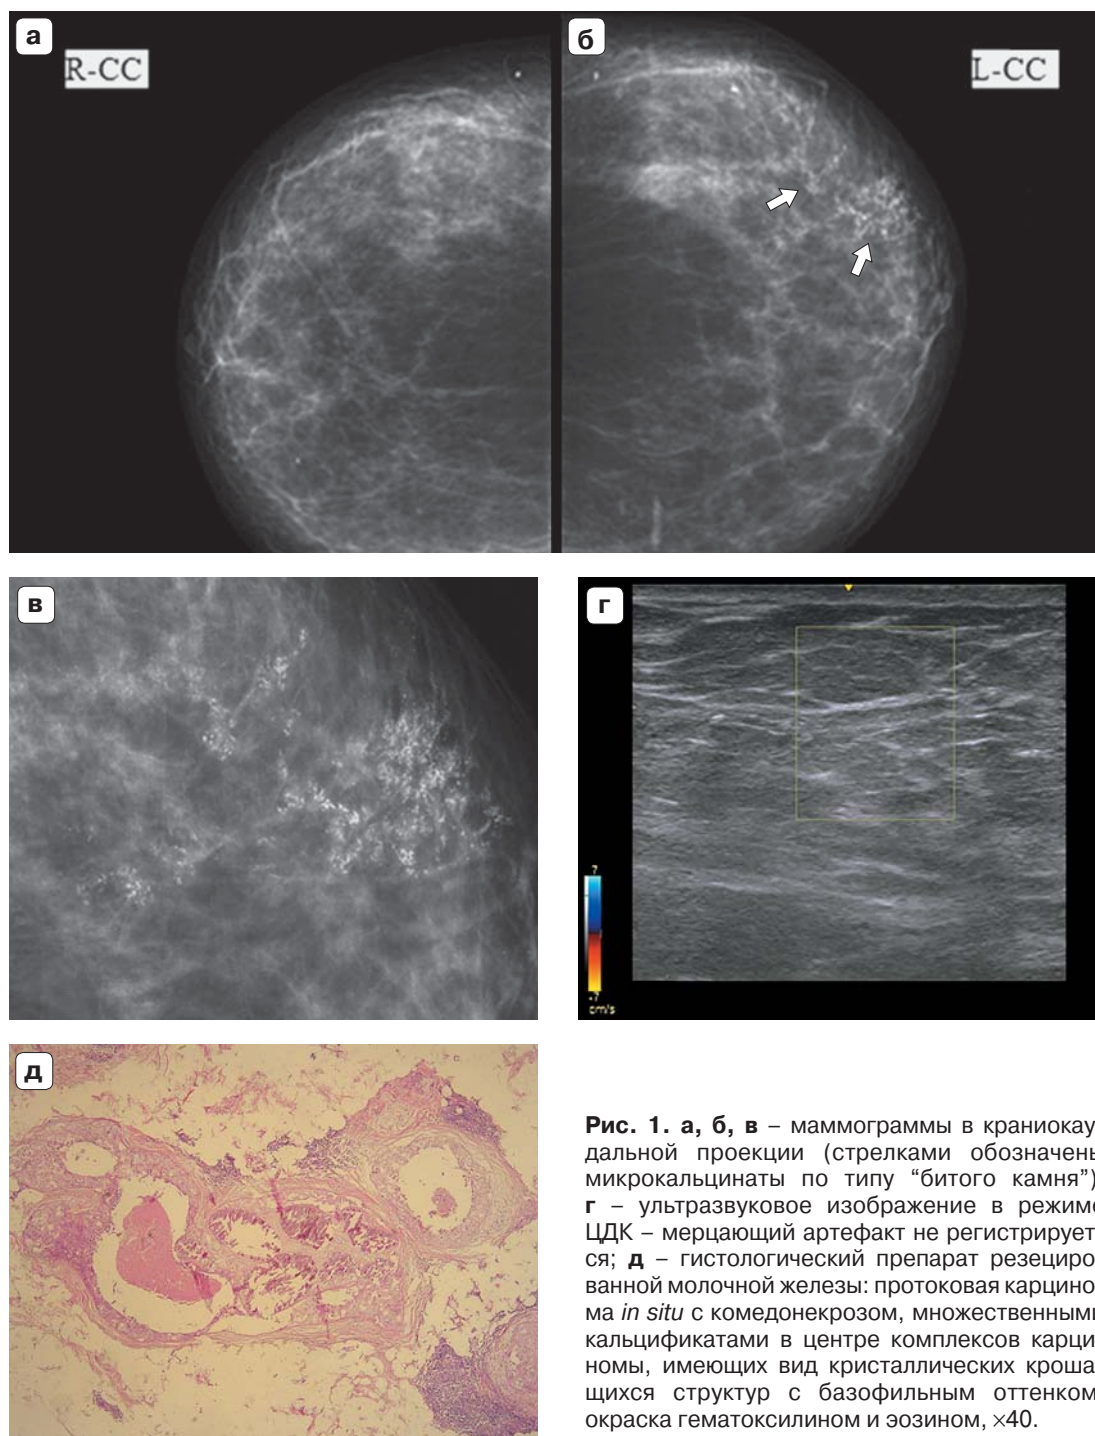 а
R-CC
б
L-CC
в
г
7
-7
cm/s
д
Рис. 1. а, б, в – маммограммы в краниокау-
дальной проекции (стрелками обозначены
микрокальцинаты по типу “битого камня”)
г – ультразвуковое изображение в режиме
ЦДК – мерцающий артефакт не регистрирует-
ся; д – гистологический препарат резециро-
ванной молочной железы: протоковая карцино-
ма in situ с комедонекрозом, множественными
кальцификатами в центре комплексов карци-
номы, имеющих вид кристаллических кроша-
щихся структур с базофильным оттенком
окраска гематоксилином и эозином, ×40.